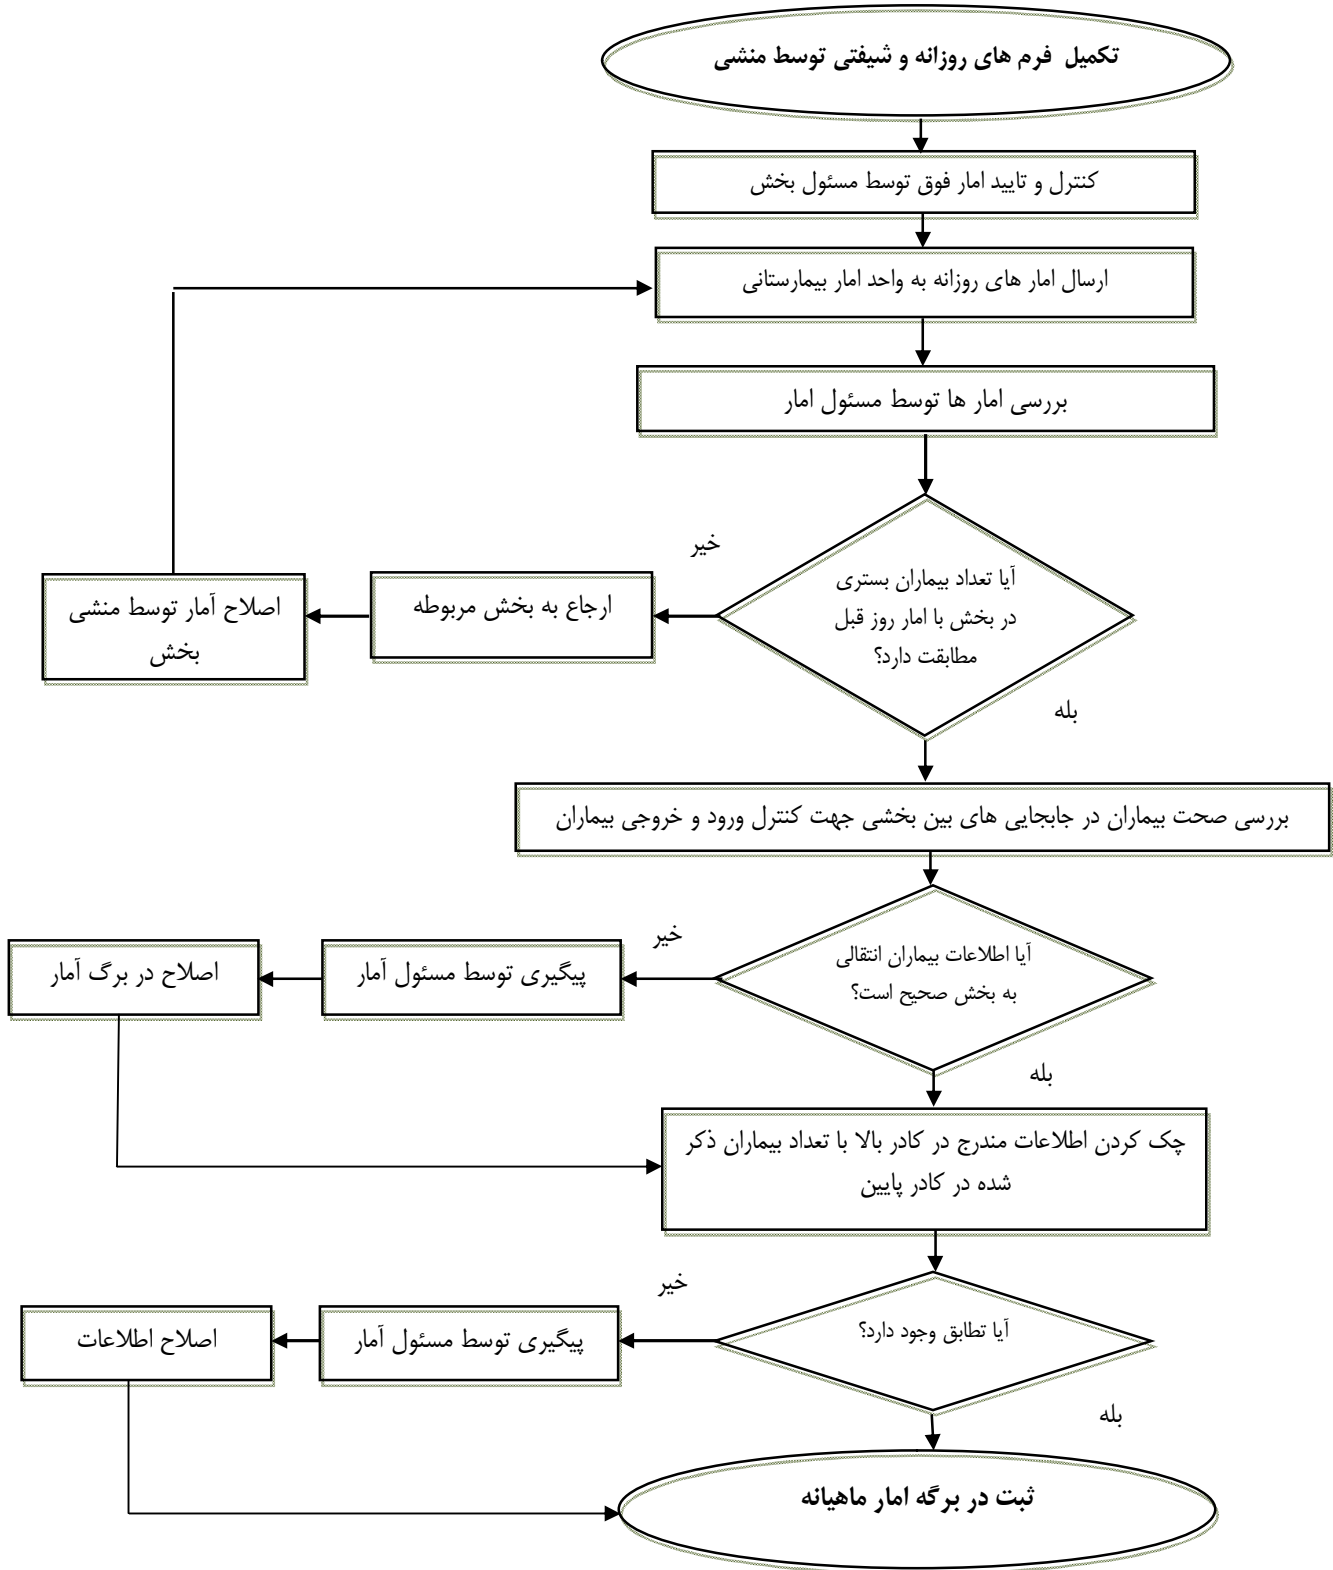 تکمیل فرم های روزانه و شیفتی توسط منشی
کنترل و تایید امار فوق توسط مسئول بخش
ارسال امار های روزانه به واحد امار بیمارستانی
بررسی امار ها توسط مسئول امار
خیر
آیا تعداد بیماران بستری
در بخش با امار روز قبل
مطابقت دارد؟
ارجاع به بخش مربوطه
اصلاح آمار توسط منشی
بخش
بله
بررسی صحت بیماران در جابجایی های بین بخشی جهت کنترل ورود و خروجی بیماران
خیر
آیا اطلاعات بیماران انتقالی
به بخش صحیح است؟
پیگیری توسط مسئول آمار
اصلاح در برگ آمار
بله
چک کردن اطلاعات مندرج در کادر بالا با تعداد بیماران ذکر
شده در کادر پایین
خیر
آیا تطابق وجود دارد؟
پیگیری توسط مسئول آمار
اصلاح اطلاعات
بله
ثبت در برگه امار ماهیانه